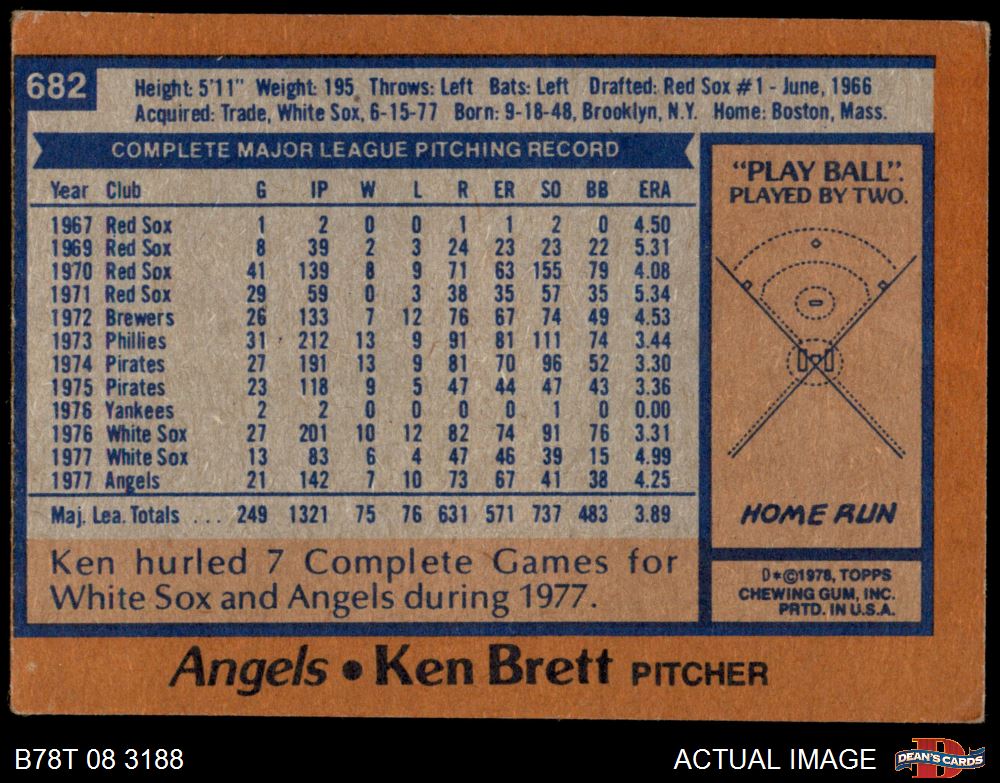 682
Height: 5'11" Weight: 195 Throws: Left Bats: Left Drafted: Red Sox #1 - June, 1966
Acquired: Trade, White Sox, 6-15-77 Born: 9-18-48, Brooklyn, N.Y. Home: Boston, Mass.
COMPLETE MAJOR LEAGUE PITCHING RECORD
Year Club G IP W L R ER SO BB ERA
1967 Red Sox 1 2 0 0 1 1 2 0 4.50
1969 Red Sox 8 39 2 3 24 23 23 22 5.31
1970 Red Sox 41 139 8 9 71 63 155 79 4.08
1971 Red Sox 29 59 0 3 38 35 57 35 5.34
1972 Brewers 26 133 7 12 76 67 74 49 4.53
1973 Phillies 31 212 13 9 91 81 111 74 3.44
1974 Pirates 27 191 13 9 81 70 96 52 3.30
1975 Pirates 23 118 9 5 47 44 47 43 3.36
1976 Yankees 2 2 0 0 0 0 1 0 0.00
1976 White Sox 27 201 10 12 82 74 91 76 3.31
1977 White Sox 13 83 6 4 47 46 39 15 4.99
1977 Angels 21 142 7 10 73 67 41 38 4.25
Maj. Lea. Totals ... 249 1321 75 76 631 571 737 483 3.89
Ken hurled 7 Complete Games for
White Sox and Angels during 1977.
"PLAY BALL".
PLAYED BY TWO.
HOME RUN
D*©1978, TOPPS
CHEWING GUM, INC.
PRTD. IN U.S.A.
Angels • Ken Brett PITCHER
B78T 08 3188
ACTUAL IMAGE
D
DEAN'S CARDS